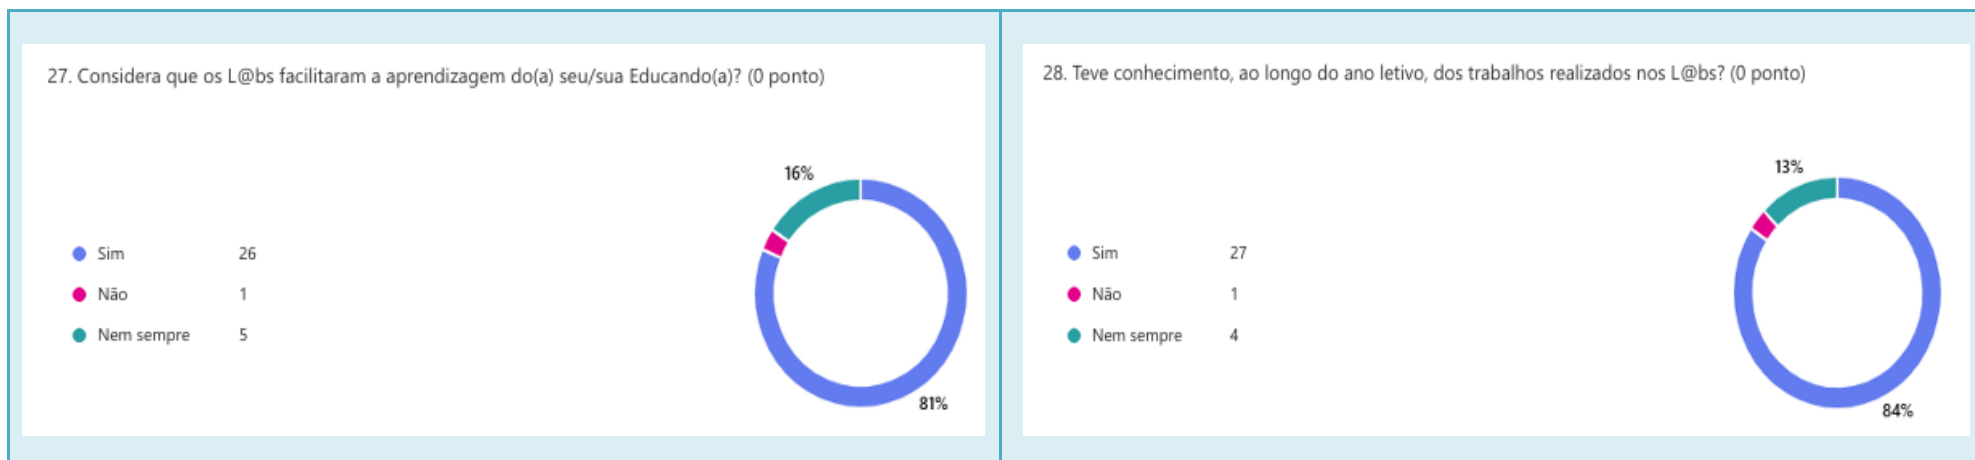 27. Considera que os L@bs facilitaram a aprendizagem do(a) seu/sua Educando(a)? (0 ponto)
16%
Sim 26
Não 1
Nem sempre 5
81%
28. Teve conhecimento, ao longo do ano letivo, dos trabalhos realizados nos L@bs? (0 ponto)
13%
Sim 27
Não 1
Nem sempre 4
84%